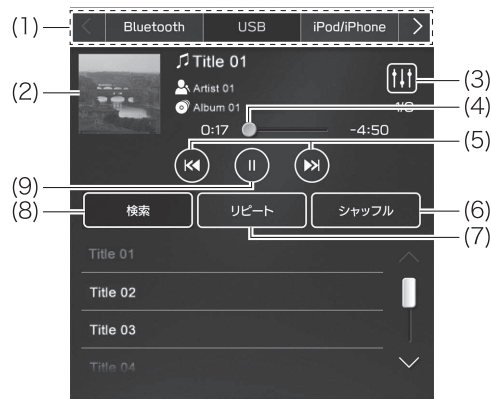 (1) Bluetooth USB iPod/iPhone
(2) Title 01 (3)
Artist 01
Album 01 (4)
0:17 -4:50 (5)
(9)
(8) 検索 リピート シャッフル (6)
(7)
Title 01
Title 02
Title 03
Title 04